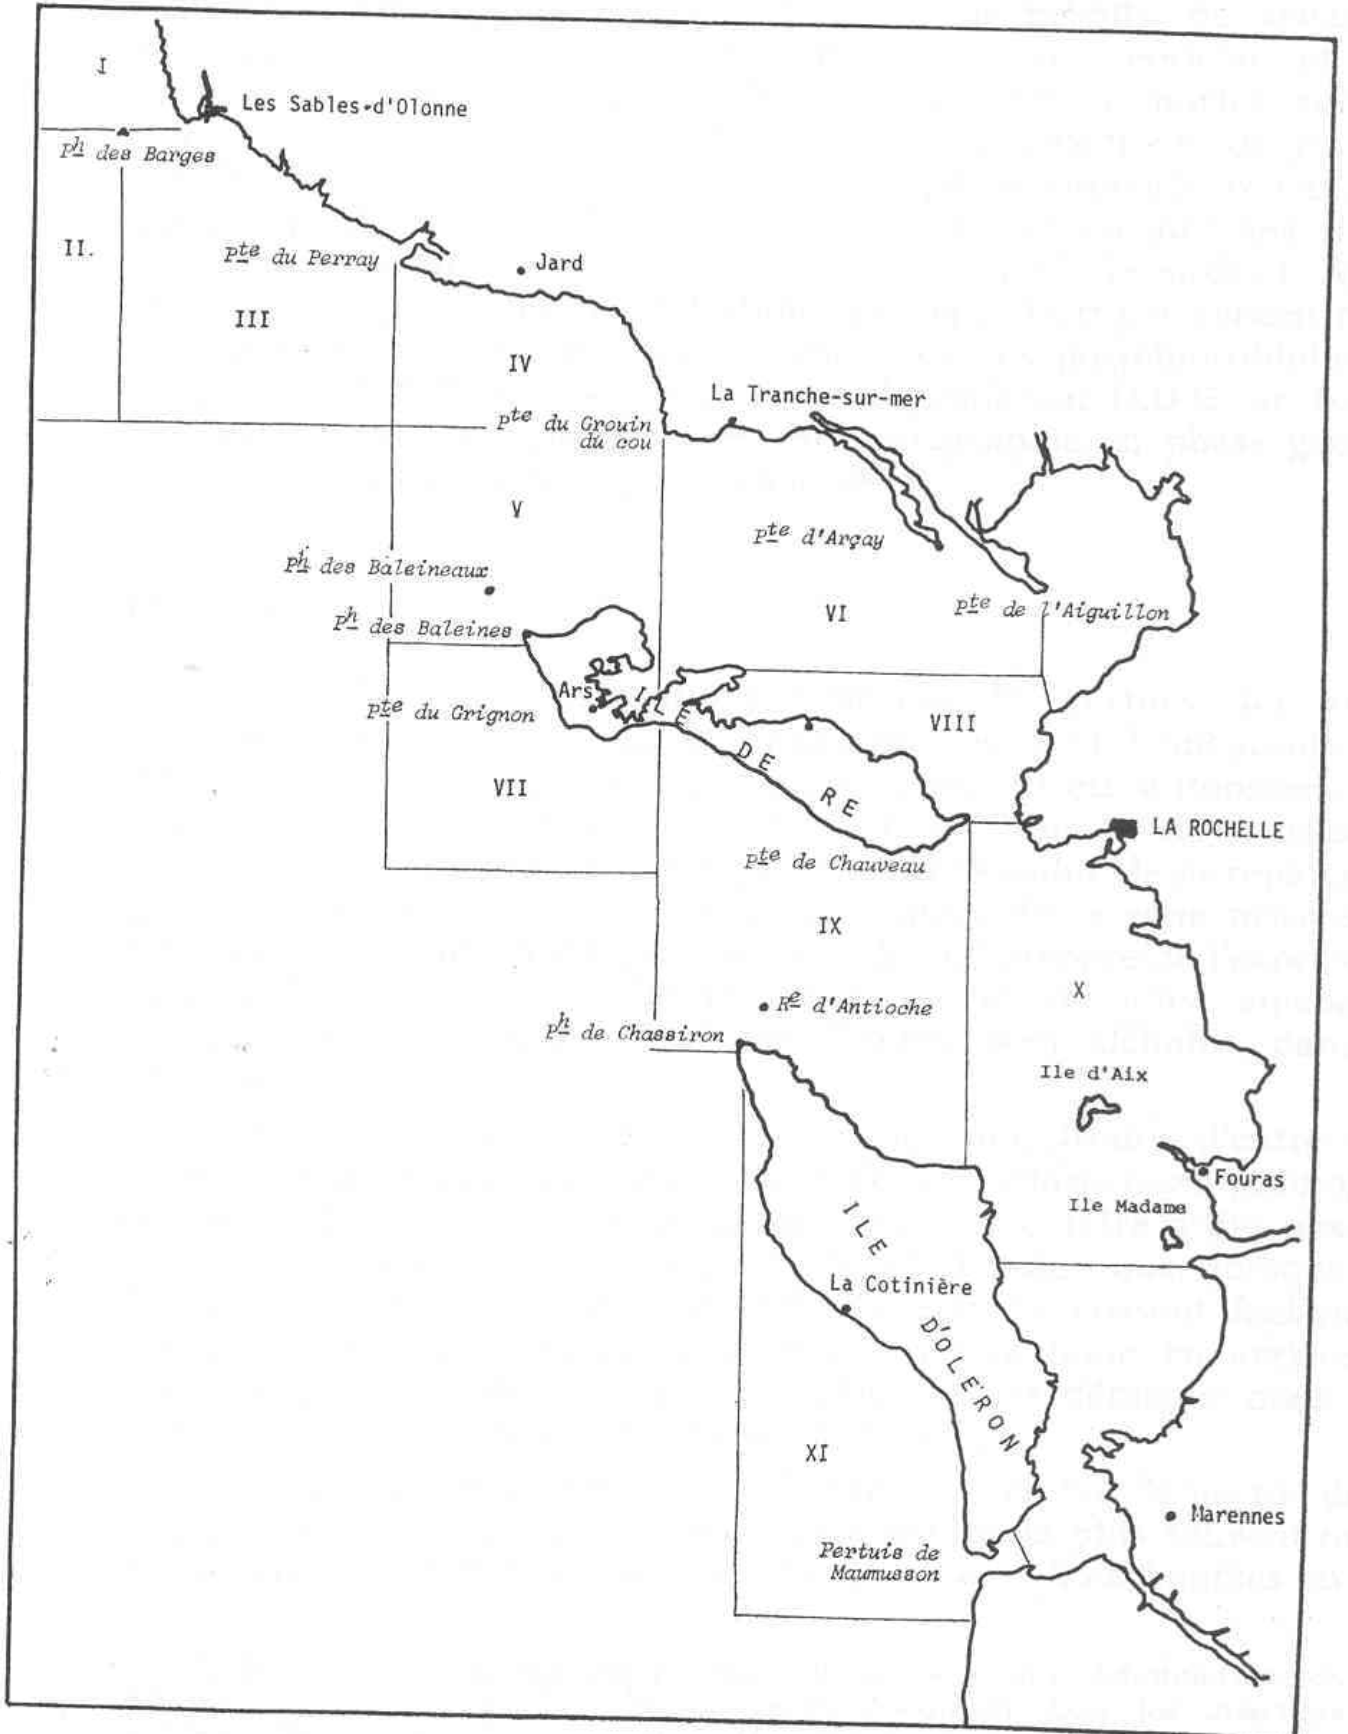 I
Les Sables-d'Olonne
ph des Barges
II.
pte du Perray
Jard
III
IV
La Tranche-sur-mer
pte du Grouin
du cou
V
pte d'Arçay
ph des Baleineaux
VI
pte de l'Aiguillon
ph des Baleines
Ars
ILE
pte du Grignon
VIII
DE
VII
RE
LA ROCHELLE
pte de Chauveau
IX
X
Re d'Antioche
ph de Chassiron
Ile d'Aix
Fouras
Ile Madame
ILE
La Cotinière
D'OLERON
XI
Marennes
Pertuis de
Maumusson